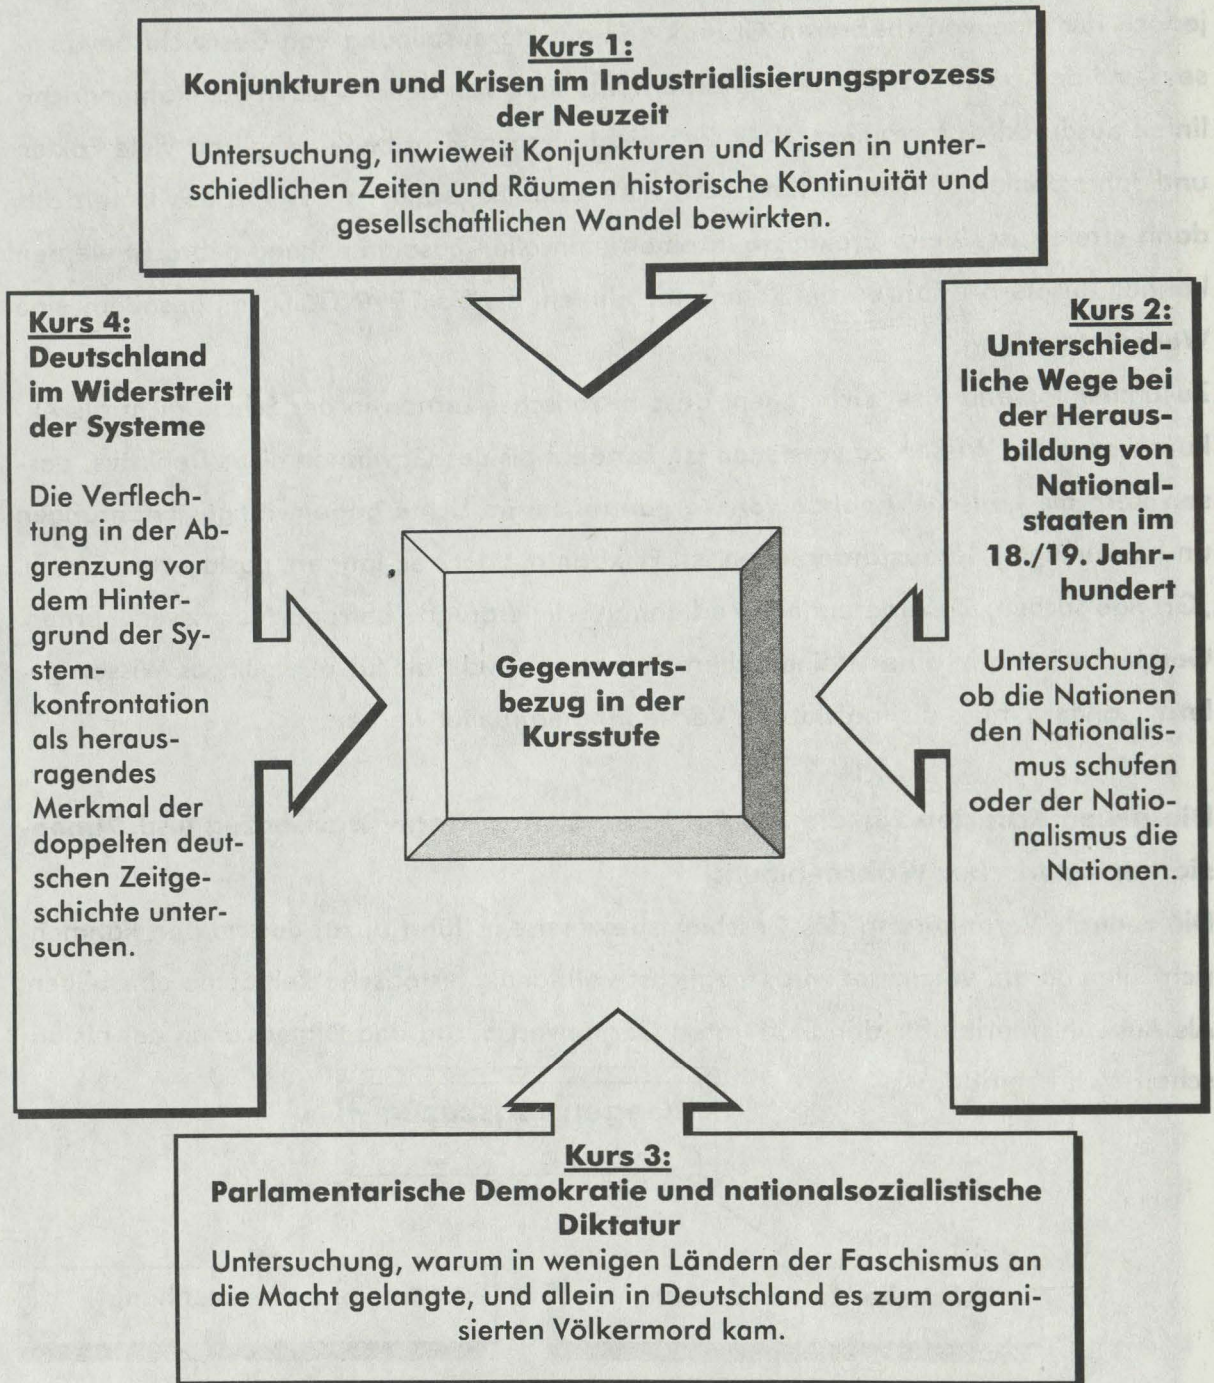 Kurs 1:
Konjunkturen und Krisen im Industrialisierungsprozess
der Neuzeit
Untersuchung, inwieweit Konjunkturen und Krisen in unter-
schiedlichen Zeiten und Räumen historische Kontinuität und
gesellschaftlichen Wandel bewirkten.
Kurs 4:
Deutschland
im Widerstreit
der Systeme
Die Verflech-
tung in der Ab-
grenzung vor
dem Hinter-
grund der Sy-
stem-
konfrontation
als heraus-
ragendes
Merkmal der
doppelten deut-
schen Zeitge-
schichte unter-
suchen.
Gegenwarts-
bezug in der
Kursstufe
Kurs 2:
Unterschied-
liche Wege bei
der Heraus-
bildung von
National-
staaten im
18./19. Jahr-
hundert
Untersuchung,
ob die Nationen
den Nationalis-
mus schufen
oder der Natio-
nalismus die
Nationen.
Kurs 3:
Parlamentarische Demokratie und nationalsozialistische
Diktatur
Untersuchung, warum in wenigen Ländern der Faschismus an
die Macht gelangte, und allein in Deutschland es zum organi-
sierten Völkermord kam.